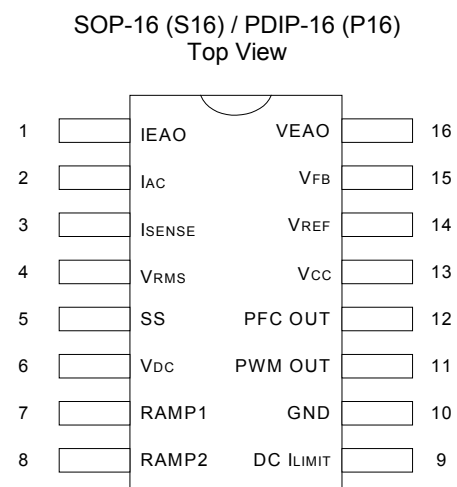 SOP-16 (S16) / PDIP-16 (P16)
Top View
1 IEAO VEAO 16
2 IAC VFB 15
3 ISENSE VREF 14
4 VRMS VCC 13
5 SS PFC OUT 12
6 VDC PWM OUT 11
7 RAMP1 GND 10
8 RAMP2 DC ILIMIT 9